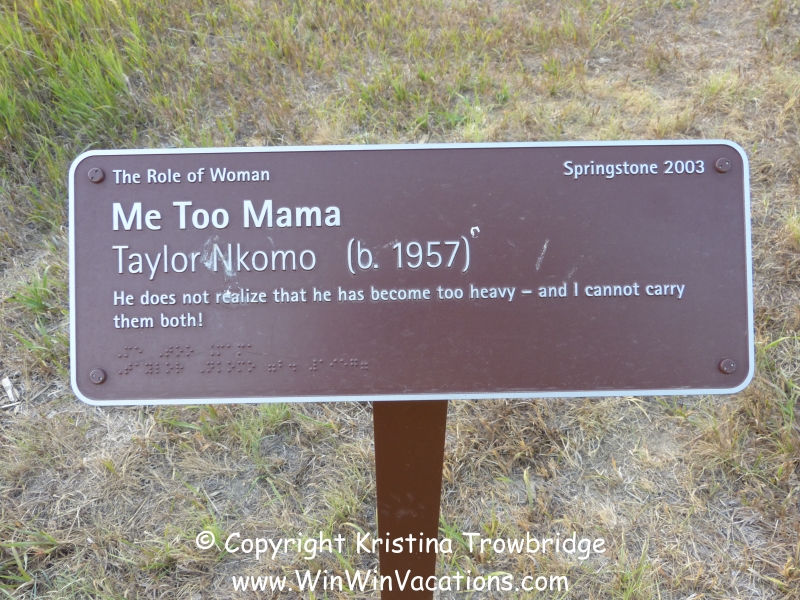 The Role of Woman
Springstone 2003
Me Too Mama
Taylor Nkomo (b. 1957)
He does not realize that he has become too heavy – and I cannot carry
them both!
© Copyright Kristina Trowbridge
www.WinWinVacations.com